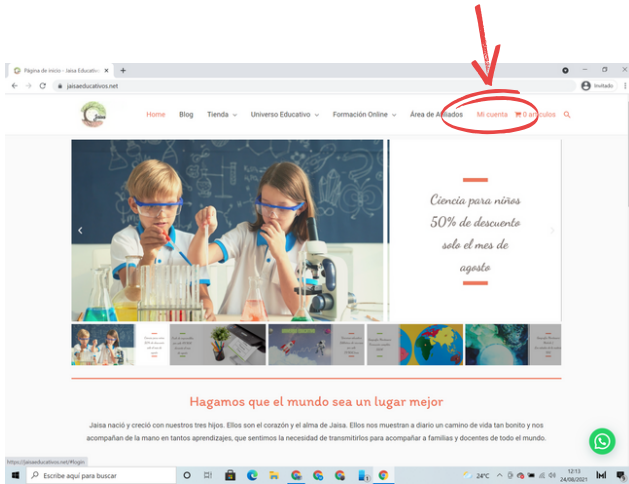 Página de inicio - Jaisa Educativ
Invitado
jaisaeducativos.net
Jaisa
Home Blog Tienda Universo Educativo Formación Online Área de Afiliados Mi cuenta 0 artículos
Ciencia para niños
50% de descuento
solo el mes de
agosto
Hagamos que el mundo sea un lugar mejor
Jaisa nació y creció con nuestros tres hijos. Ellos son el corazón y el alma de Jaisa. Ellos nos muestran a diario un camino de vida tan bonito y nos
acompañan de la mano en tantos aprendizajes, que sentimos la necesidad de transmitirlos para acompañar a familias y docentes de todo el mundo.
https://jaisaeducativos.net/#login
Escribe aquí para buscar
24°C
12:13
24/08/2021